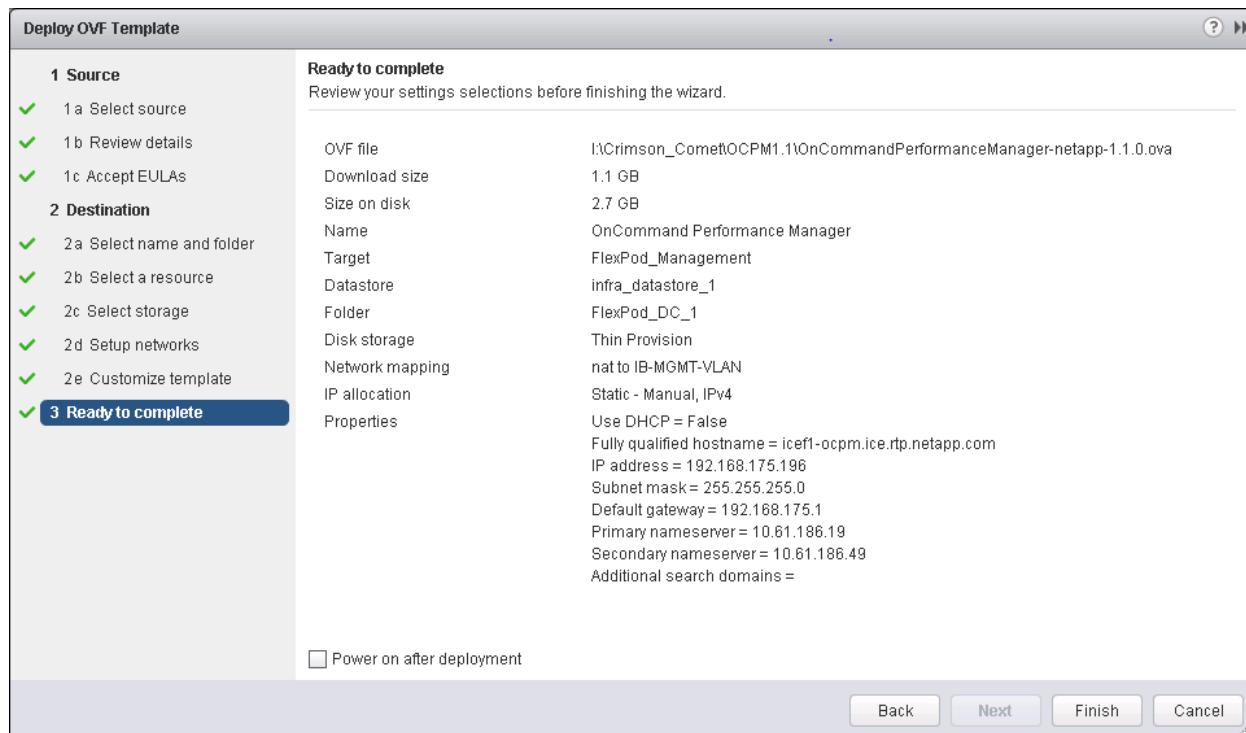 Deploy OVF Template
?
1 Source
1a Select source
1b Review details
1c Accept EULAs
2 Destination
2a Select name and folder
2b Select a resource
2c Select storage
2d Setup networks
2e Customize template
3 Ready to complete
Ready to complete
Review your settings selections before finishing the wizard.
OVF file I:\Crimson_Comet\OCPM1.1\OnCommandPerformanceManager-netapp-1.1.0.ova
Download size 1.1 GB
Size on disk 2.7 GB
Name OnCommand Performance Manager
Target FlexPod_Management
Datastore infra_datastore_1
Folder FlexPod_DC_1
Disk storage Thin Provision
Network mapping nat to IB-MGMT-VLAN
IP allocation Static - Manual, IPv4
Properties Use DHCP = False
Fully qualified hostname = icef1-ocpm.ice.rtp.netapp.com
IP address = 192.168.175.196
Subnet mask = 255.255.255.0
Default gateway = 192.168.175.1
Primary nameserver = 10.61.186.19
Secondary nameserver = 10.61.186.49
Additional search domains =
Power on after deployment
Back Next Finish Cancel